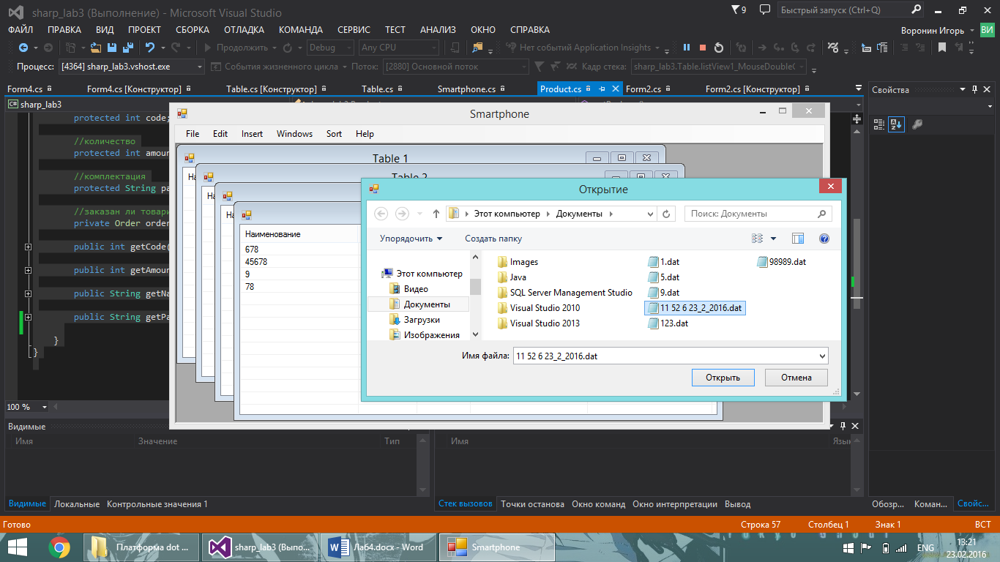 sharp_lab3 (Выполнение) - Microsoft Visual Studio
9
Быстрый запуск (Ctrl+Q)
ФАЙЛ ПРАВКА ВИД ПРОЕКТ СБОРКА ОТЛАДКА КОМАНДА СЕРВИС ТЕСТ АНАЛИЗ ОКНО СПРАВКА
Воронин Игорь ВИ
Продолжить Debug Any CPU Нет событий Application Insights
Процесс: [4364] sharp_lab3.vshost.exe События жизненного цикла Поток: [2880] Основной поток Кадр стека: sharp_lab3.Table.listView1_MouseDoubleC
Form4.cs Form4.cs [Конструктор] Table.cs [Конструктор] Table.cs Smartphone.cs Product.cs Form2.cs Form2.cs [Конструктор]
Свойства
C# sharp_lab3
protected int code;
//количество
protected int amoun
//комплектация
protected String pa
//заказан ли товари
private Order order
public int getCode(
public int getAmoun
public String getNa
public String getPa
}
}
100 %
Smartphone
File Edit Insert Windows Sort Help
Table 1
На
Table 2
На
На
Наименование
678
45678
9
78
Открытие
Этот компьютер Документы
Поиск: Документы
Упорядочить Создать папку
Этот компьютер
Видео
Документы
Загрузки
Изображения
Images
Java
SQL Server Management Studio
Visual Studio 2010
Visual Studio 2013
1.dat
5.dat
9.dat
11 52 6 23_2_2016.dat
123.dat
98989.dat
Имя файла: 11 52 6 23_2_2016.dat
Открыть Отмена
Видимые
Имя Значение Тип
Имя Язык
Видимые Локальные Контрольные значения 1
Стек вызовов Точки останова Окно команд Окно интерпретации Вывод
Обозр... Коман... Свойс...
Готово
Строка 57 Столбец 1 Знак 1 ВСТ
Платформа dot ... sharp_lab3 (Выпо... Лаб4.docx - Word Smartphone
ENG
13:21
23.02.2016